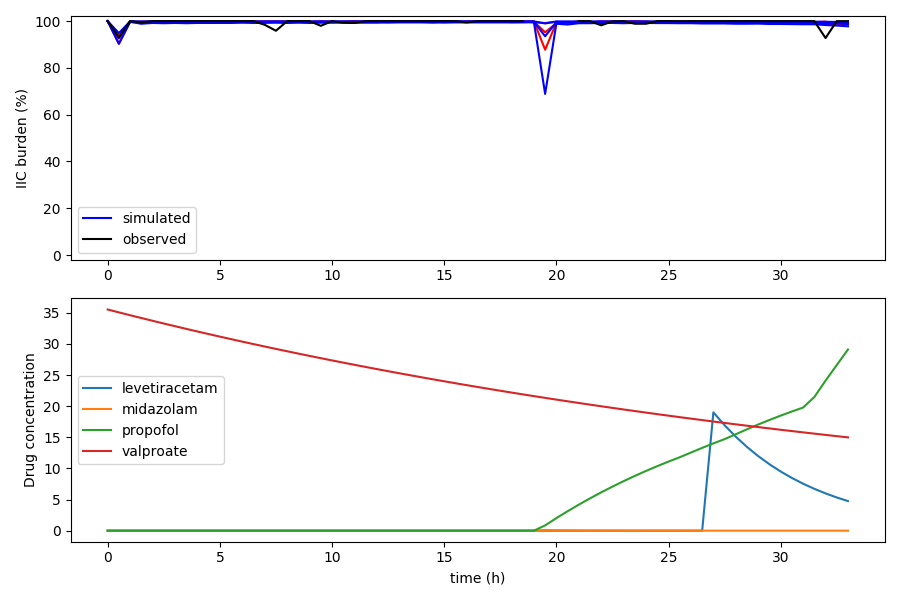 100
80
60
40
20
0
IIC burden (%)
simulated
observed
0 5 10 15 20 25 30
35
30
25
20
15
10
5
0
Drug concentration
levetiracetam
midazolam
propofol
valproate
0 5 10 15 20 25 30
time (h)